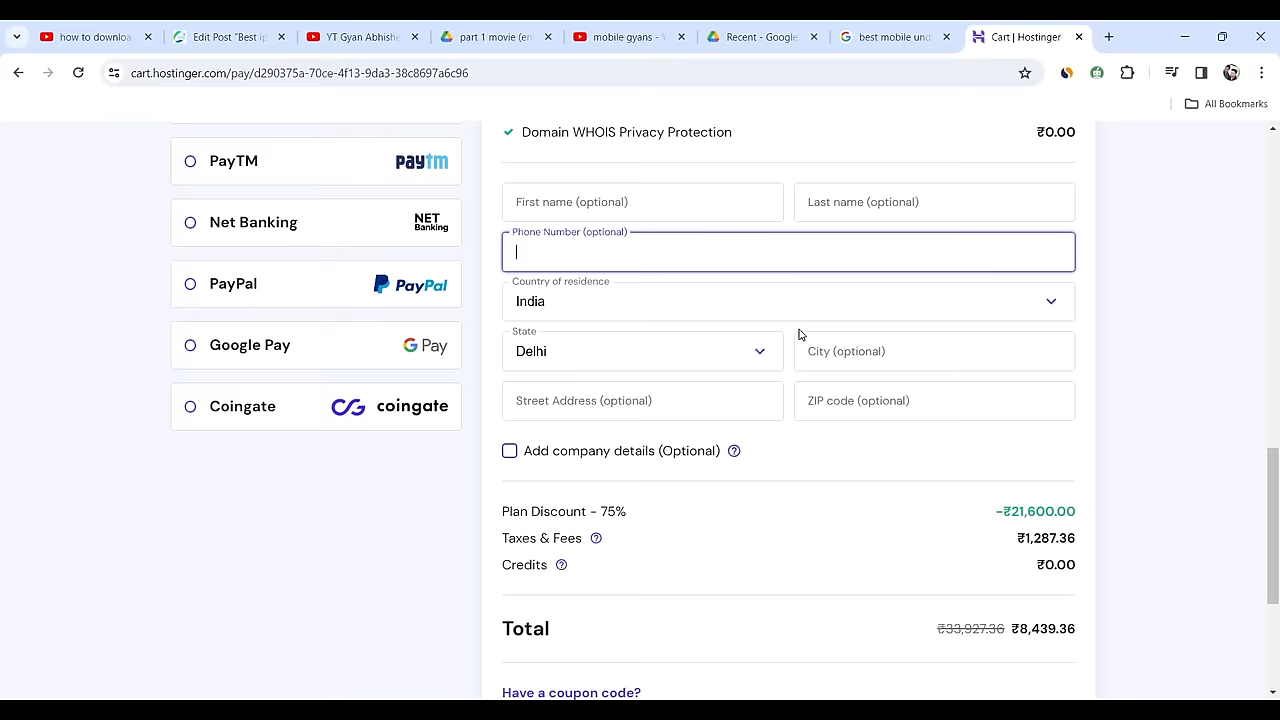 how to downloa
Edit Post "Best ip
YT Gyan Abhishe
part 1 movie (en
mobile gyans - Yo
Recent - Google
best mobile und
Cart | Hostinger
cart.hostinger.com/pay/d290375a-70ce-4f13-91a3-38c8697a6c96
All Bookmarks
Domain WHOIS Privacy Protection ₹0.00
PayTM paytm
First name (optional) Last name (optional)
Net Banking NET Banking
Phone Number (optional)
PayPal PayPal
Country of residence
India
Google Pay G Pay
State
Delhi City (optional)
Coingate coingate
Street Address (optional) ZIP code (optional)
Add company details (Optional)
Plan Discount - 75% -₹21,600.00
Taxes & Fees ₹1,287.36
Credits ₹0.00
Total ₹33,927.36 ₹8,439.36
Have a coupon code?